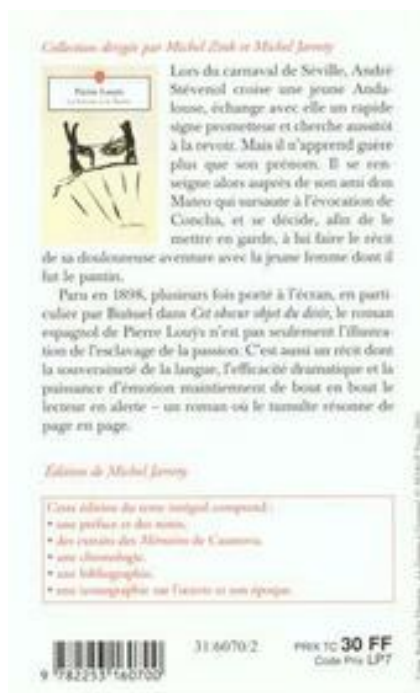 Collection dirigée par Michel Zink et Michel Jarrety
Pierre Louÿs
La Femme et le Pantin
Lors du carnaval de Séville, André
Stévenol croise une jeune Anda-
louse, échange avec elle un rapide
signe prometteur et cherche aussitôt
à la revoir. Mais il n'apprend guère
plus que son prénom. Il se ren-
seigne alors auprès de son ami don
Mateo qui sursaute à l'évocation de
Concha, et se décide, afin de le
mettre en garde, à lui faire le récit
de sa douloureuse aventure avec la jeune femme dont il
fut le pantin.
Paru en 1898, plusieurs fois porté à l'écran, en parti-
culier par Buñuel dans Cet obscur objet du désir, le roman
espagnol de Pierre Louÿs n'est pas seulement l'illustra-
tion de l'esclavage de la passion. C'est aussi un récit dont
la souveraineté de la langue, l'efficacité dramatique et la
puissance d'émotion maintiennent de bout en bout le
lecteur en alerte – un roman où le tumulte résonne de
page en page.
Édition de Michel Jarrety
Cette édition du texte intégral comprend :
• une préface et des notes,
• des extraits des Mémoires de Casanova,
• une chronologie,
• une bibliographie,
• une iconographie sur l'œuvre et son époque.
31/6070/2
PRIX TC 30 FF
Code Prix LP7
9 782253 160700